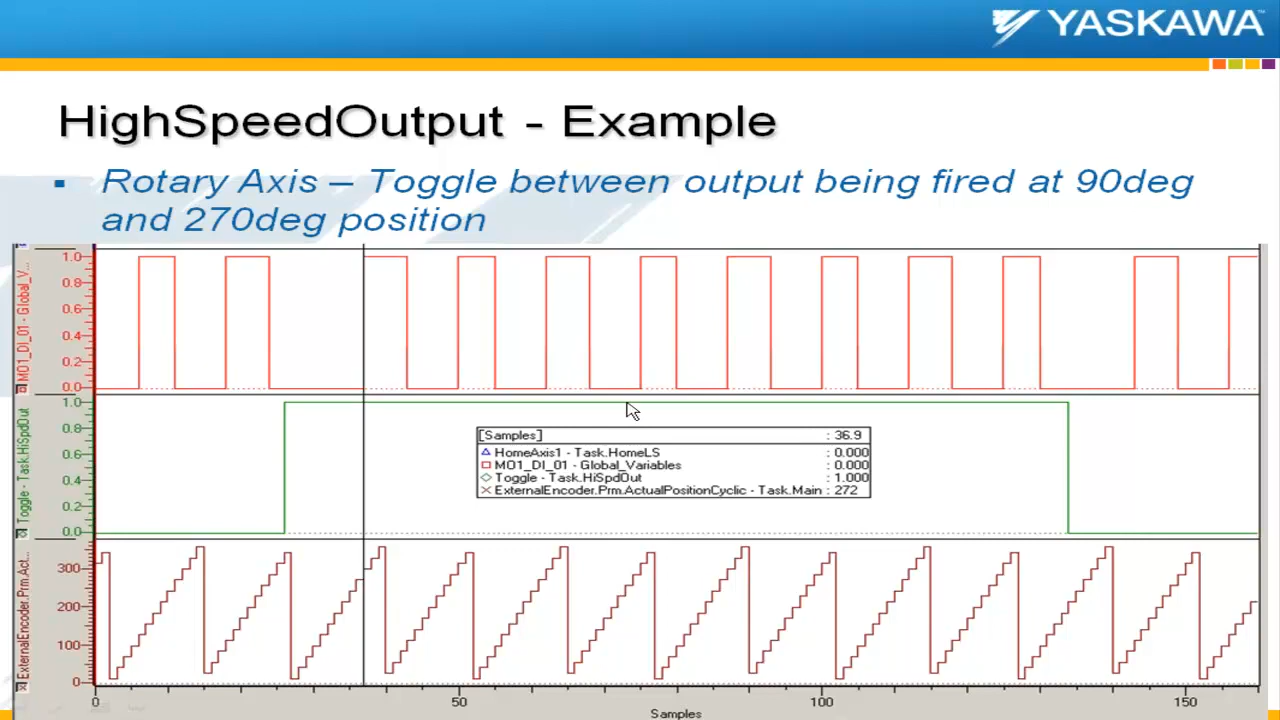 YASKAWA
HighSpeedOutput - Example
▪ Rotary Axis – Toggle between output being fired at 90deg
and 270deg position
MO1_DI_01 - Global_V...
1.0
0.8
0.6
0.4
0.2
0.0
Toggle - Task.HiSpdOut
1.0
0.8
0.6
0.4
0.2
0.0
[Samples] : 36.9
HomeAxis1 - Task.HomeLS : 0.000
MO1_DI_01 - Global_Variables : 0.000
Toggle - Task.HiSpdOut : 1.000
ExternalEncoder.Prm.ActualPositionCyclic - Task.Main : 272
ExternalEncoder.Prm.Act...
300
200
100
0
0 50 100 150
Samples